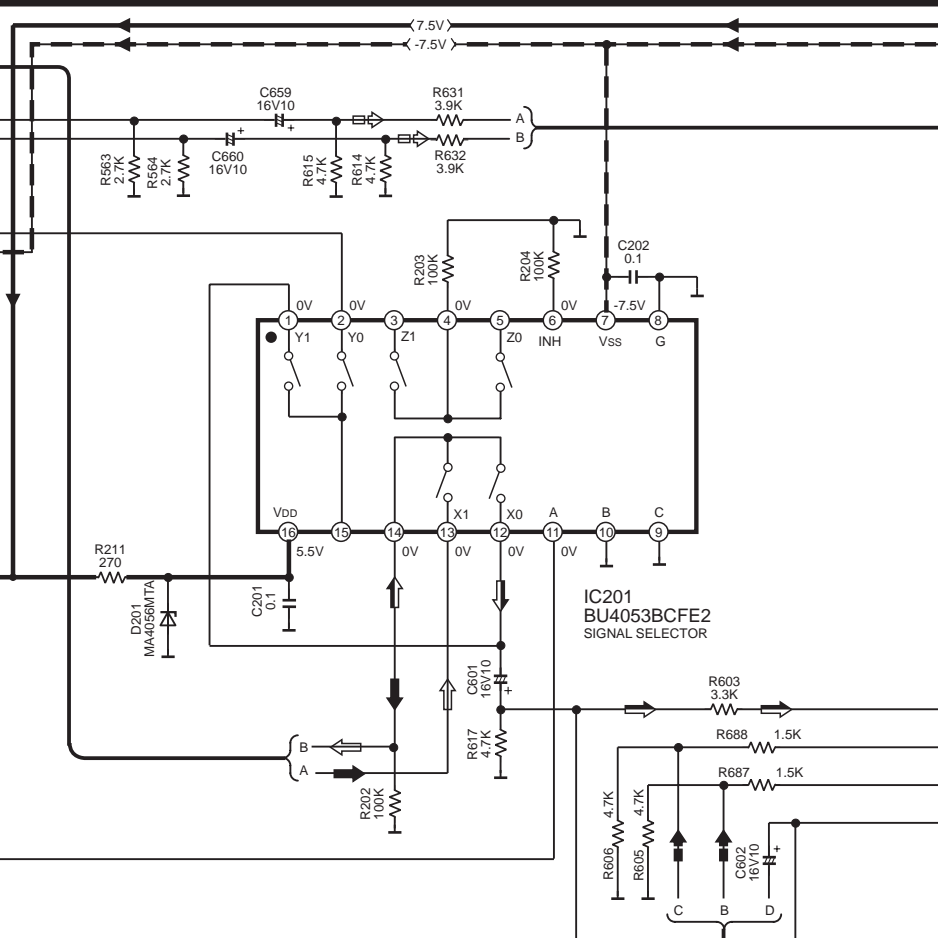 7.5V
-7.5V
C659
16V10
+
R631
3.9K
A
B
+
C660
16V10
R632
3.9K
R563
2.7K
R564
2.7K
R615
4.7K
R614
4.7K
R203
100K
R204
100K
C202
0.1
0V
0V
0V
0V
-7.5V
1
2
3
4
5
6
7
8
Y1
Y0
Z1
Z0
INH
VSS
G
VDD
X1
X0
A
B
C
16
15
14
13
12
11
10
9
5.5V
0V
0V
0V
0V
R211
270
D201
MA4056MTA
C201
0.1
IC201
BU4053BCFE2
SIGNAL SELECTOR
C601
16V10
+
R603
3.3K
R617
4.7K
R688
1.5K
B
A
R687
1.5K
R202
100K
R606
4.7K
R605
4.7K
C602
16V10
+
C
B
D